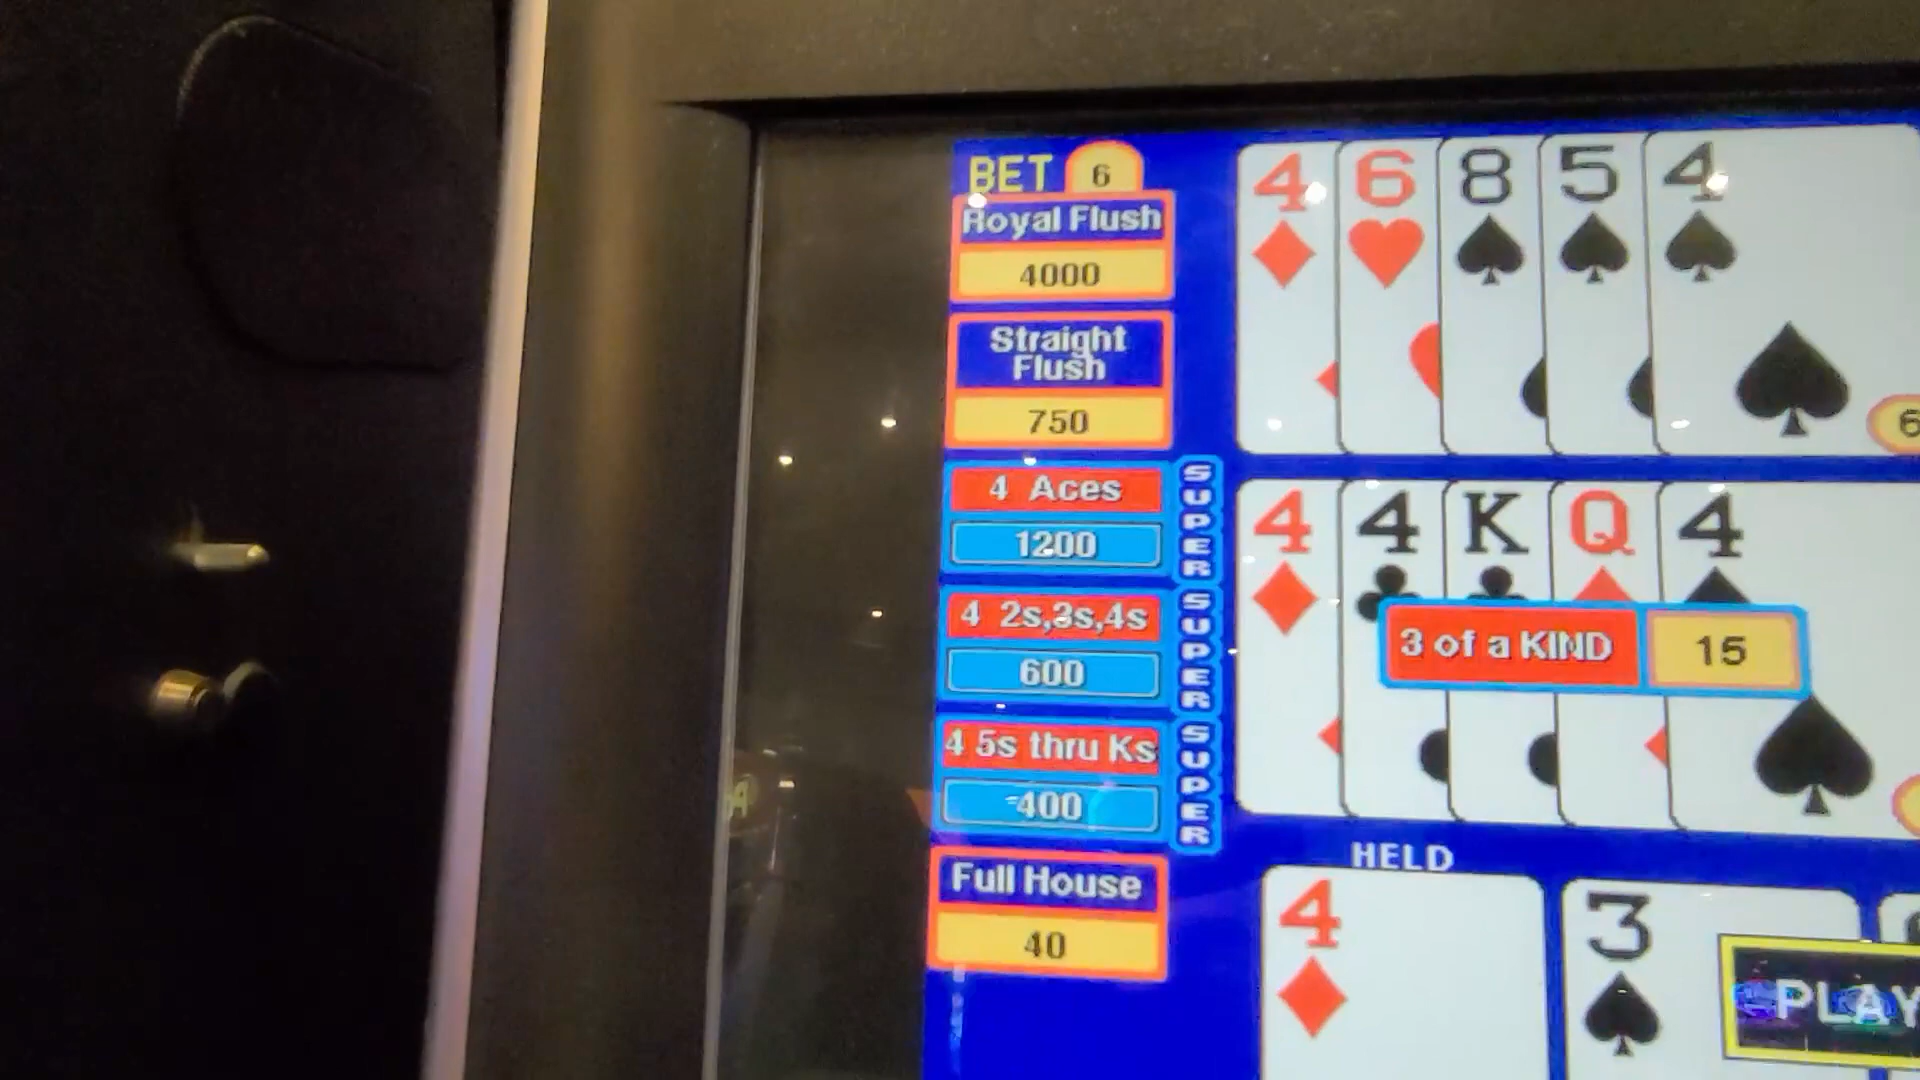 BET 6
4 6 8 5 4
Royal Flush
4000
Straight
Flush
750
6
4 Aces
1200
SUPER
4 4 K Q 4
4 2s,3s,4s
600
SUPER
3 of a KIND 15
4 5s thru Ks
400
SUPER
HELD
Full House
40
4 3
PLAY